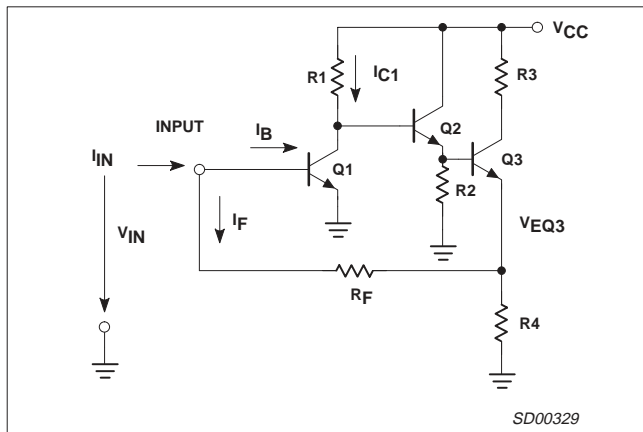 VCC
R1
IC1
R3
INPUT
IB
Q2
IIN
Q1
Q3
R2
IF
VIN
VEQ3
RF
R4
SD00329